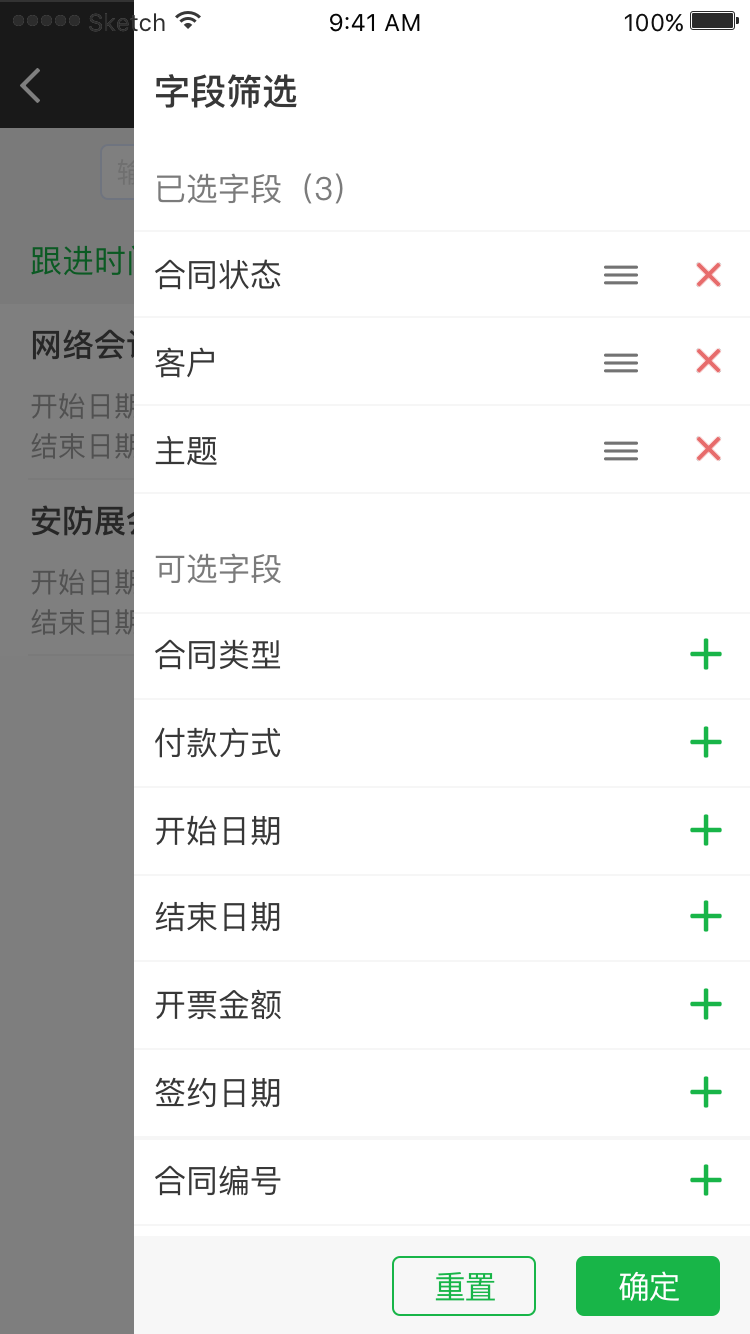 Sketch 9:41 AM 100%
字段筛选
输
已选字段（3）
跟进时
合同状态
网络会
客户
开始日期
结束日期
主题
安防展
可选字段
开始日期
结束日期
合同类型
付款方式
开始日期
结束日期
开票金额
签约日期
合同编号
重置 确定